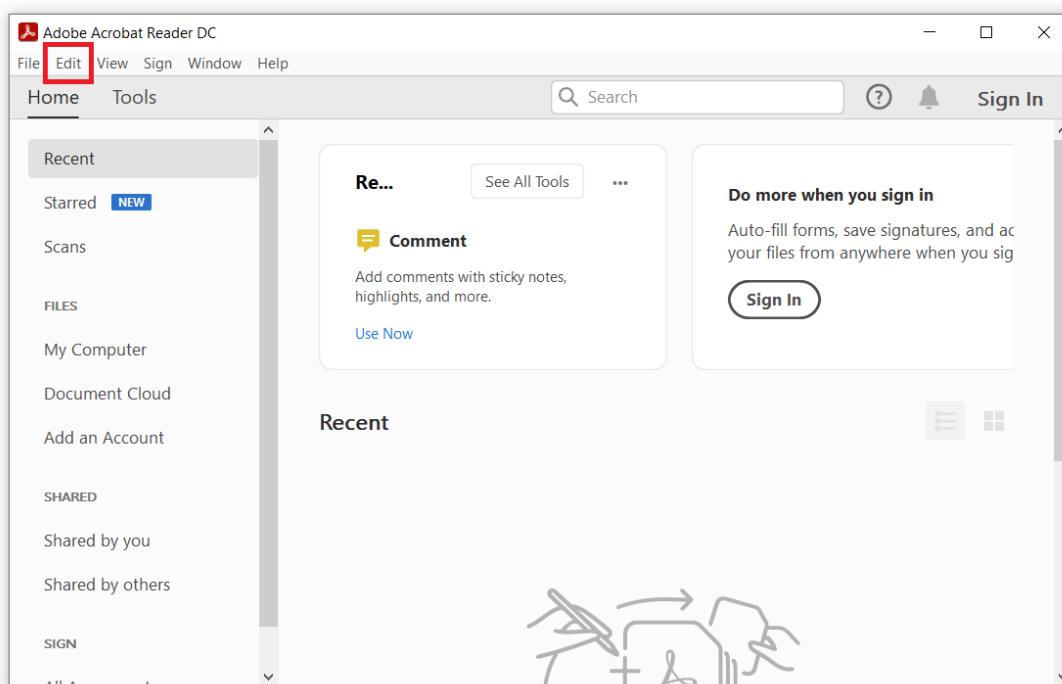 Adobe Acrobat Reader DC
File Edit View Sign Window Help
Home Tools Search ? Sign In
Recent
Starred NEW
Scans
FILES
My Computer
Document Cloud
Add an Account
SHARED
Shared by you
Shared by others
SIGN
Re... See All Tools ...
Comment
Add comments with sticky notes,
highlights, and more.
Use Now
Do more when you sign in
Auto-fill forms, save signatures, and ac
your files from anywhere when you sig
Sign In
Recent